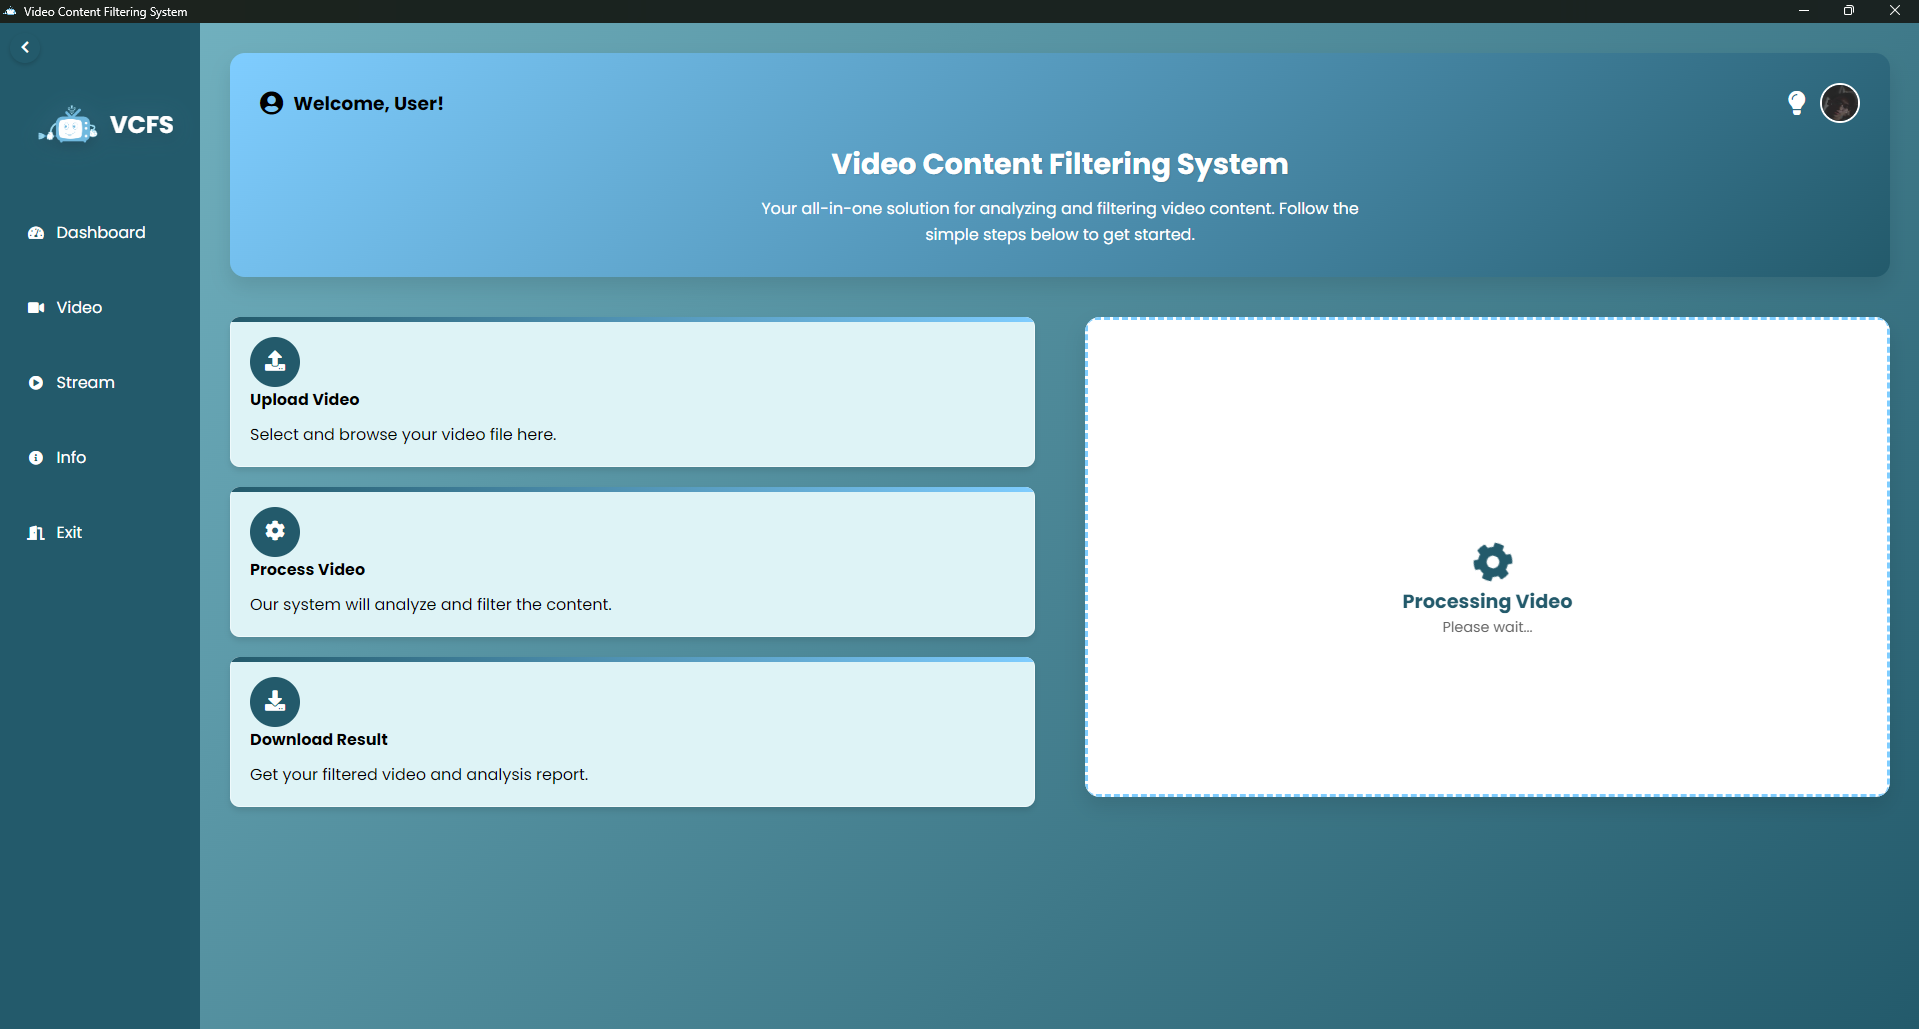 Video Content Filtering System
VCFS
Dashboard
Video
Stream
Info
Exit
Welcome, User!
Video Content Filtering System
Your all-in-one solution for analyzing and filtering video content. Follow the
simple steps below to get started.
Upload Video
Select and browse your video file here.
Process Video
Our system will analyze and filter the content.
Download Result
Get your filtered video and analysis report.
Processing Video
Please wait...